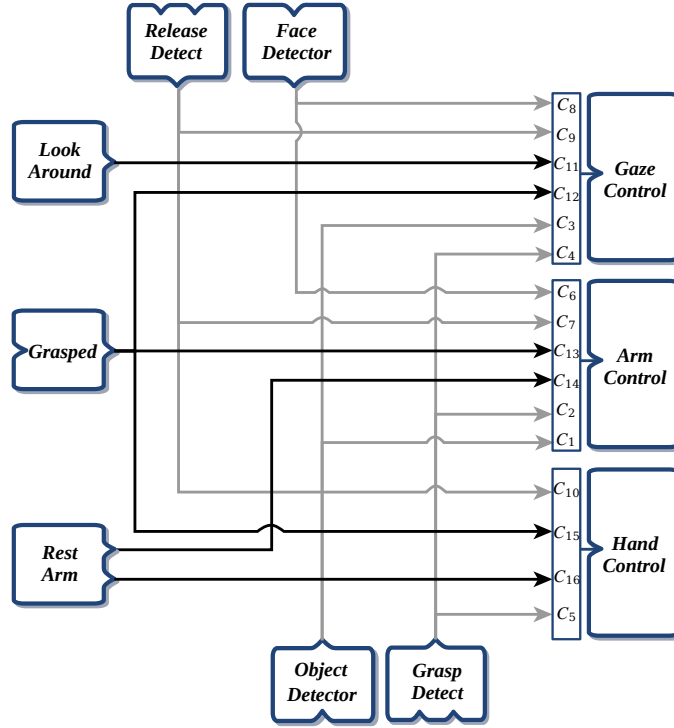 Release
Detect
Face
Detector
Look
Around
Grasped
Rest
Arm
C₈
C₉
C₁₁
C₁₂
C₃
C₄
Gaze
Control
C₆
C₇
C₁₃
C₁₄
C₂
C₁
Arm
Control
C₁₀
C₁₅
C₁₆
C₅
Hand
Control
Object
Detector
Grasp
Detect